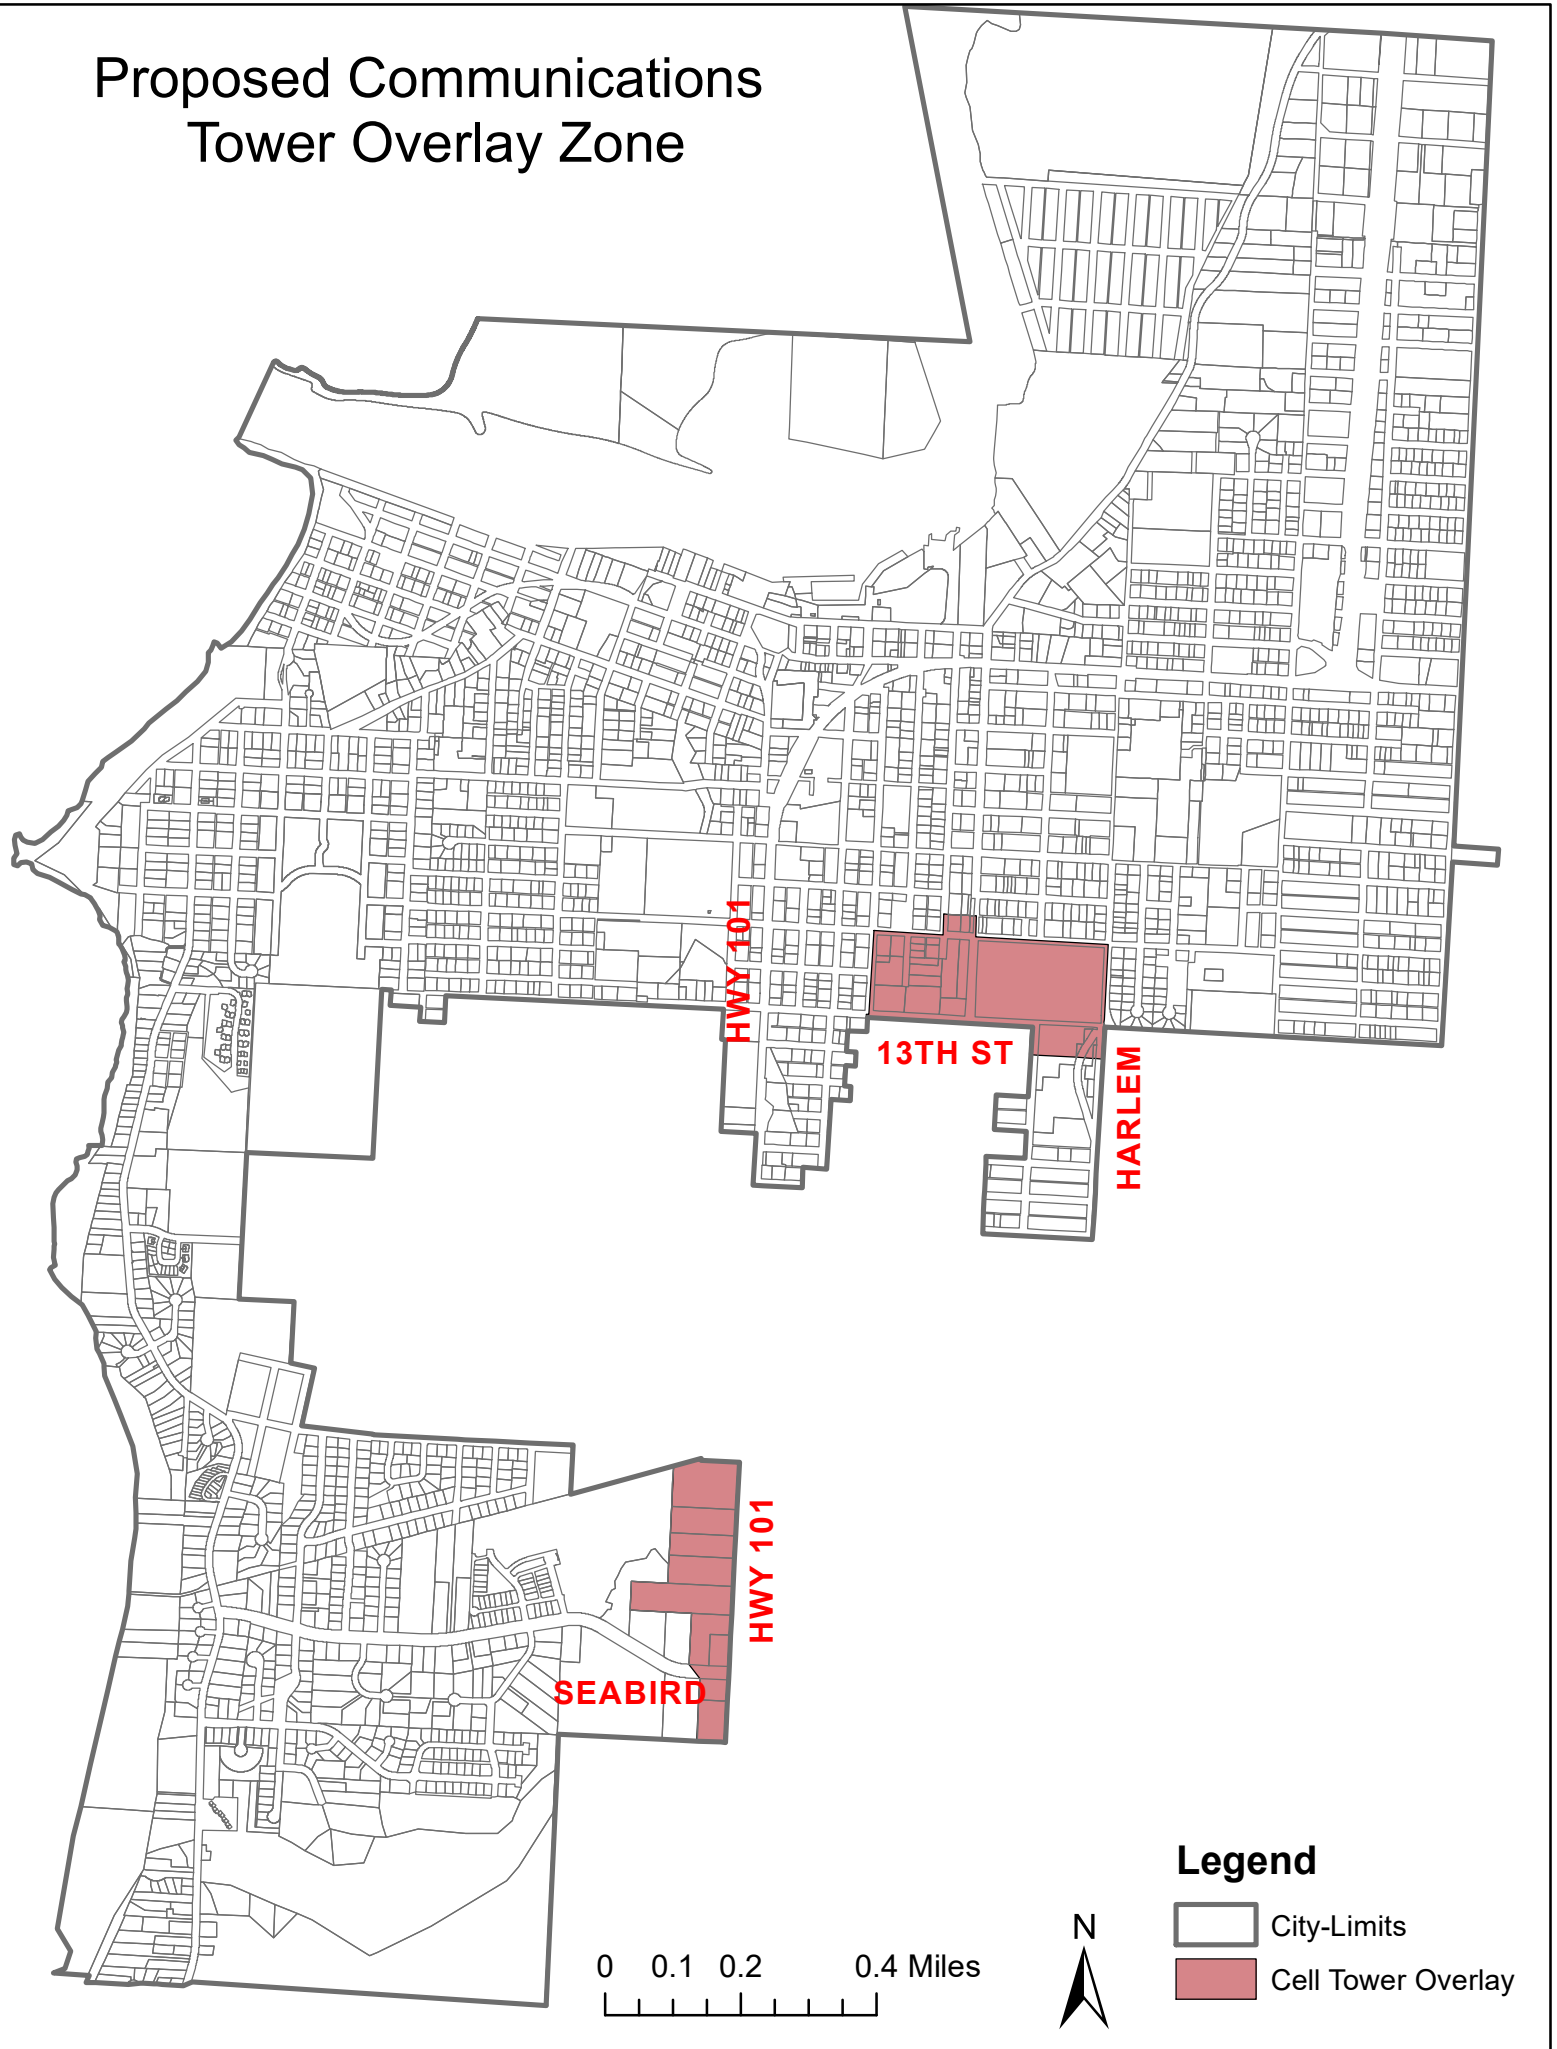 Proposed Communications
Tower Overlay Zone
HWY 101
13TH ST
HARLEM
HWY 101
SEABIRD
Legend
City-Limits
Cell Tower Overlay
N
0 0.1 0.2 0.4 Miles